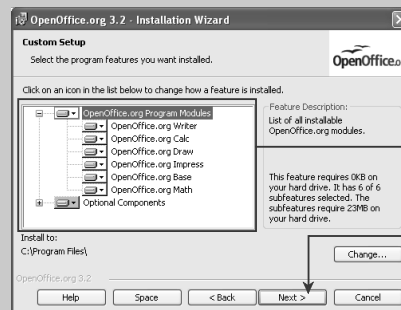 OpenOffice.org 3.2 - Installation Wizard
Custom Setup
Select the program features you want installed.
OpenOffice.o
Click on an icon in the list below to change how a feature is installed.
OpenOffice.org Program Modules
OpenOffice.org Writer
OpenOffice.org Calc
OpenOffice.org Draw
OpenOffice.org Impress
OpenOffice.org Base
OpenOffice.org Math
Optional Components
Feature Description:
List of all installable
OpenOffice.org modules.
This feature requires 0KB on
your hard drive. It has 6 of 6
subfeatures selected. The
subfeatures require 23MB on
your hard drive.
Install to:
C:\Program Files\
Change...
OpenOffice.org 3.2
Help Space < Back Next > Cancel